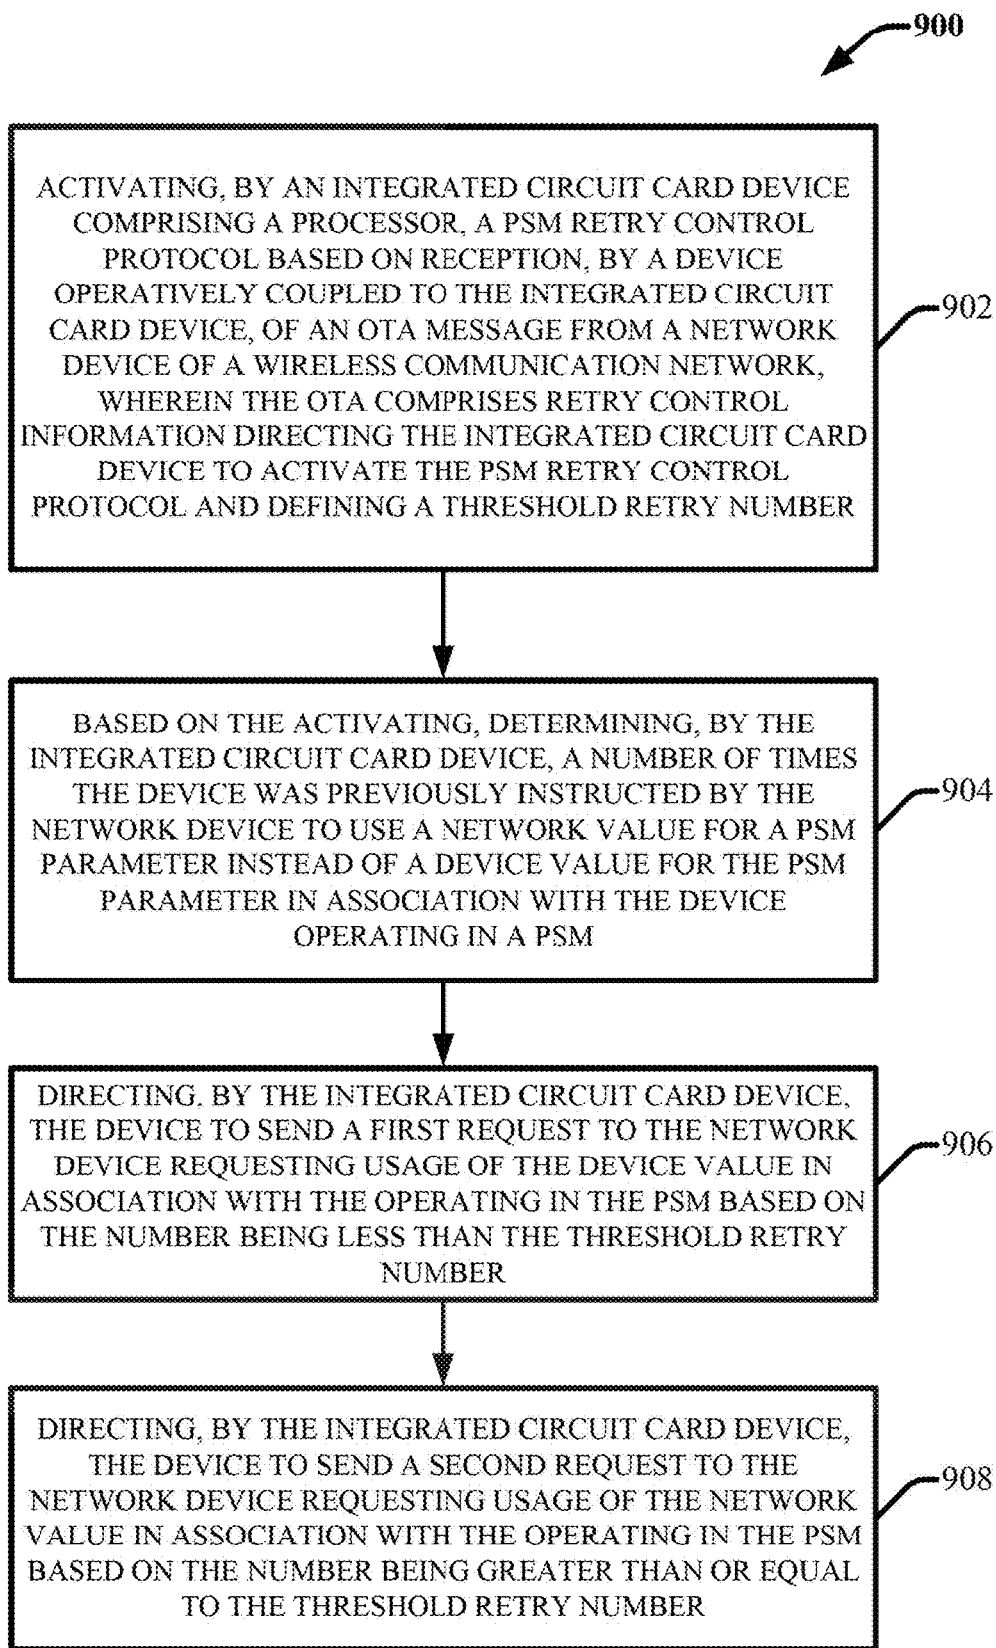 900
ACTIVATING, BY AN INTEGRATED CIRCUIT CARD DEVICE
COMPRISING A PROCESSOR, A PSM RETRY CONTROL
PROTOCOL BASED ON RECEPTION, BY A DEVICE
OPERATIVELY COUPLED TO THE INTEGRATED CIRCUIT
CARD DEVICE, OF AN OTA MESSAGE FROM A NETWORK
DEVICE OF A WIRELESS COMMUNICATION NETWORK,
WHEREIN THE OTA COMPRISES RETRY CONTROL
INFORMATION DIRECTING THE INTEGRATED CIRCUIT CARD
DEVICE TO ACTIVATE THE PSM RETRY CONTROL
PROTOCOL AND DEFINING A THRESHOLD RETRY NUMBER
902
BASED ON THE ACTIVATING, DETERMINING, BY THE
INTEGRATED CIRCUIT CARD DEVICE, A NUMBER OF TIMES
THE DEVICE WAS PREVIOUSLY INSTRUCTED BY THE
NETWORK DEVICE TO USE A NETWORK VALUE FOR A PSM
PARAMETER INSTEAD OF A DEVICE VALUE FOR THE PSM
PARAMETER IN ASSOCIATION WITH THE DEVICE
OPERATING IN A PSM
904
DIRECTING, BY THE INTEGRATED CIRCUIT CARD DEVICE,
THE DEVICE TO SEND A FIRST REQUEST TO THE NETWORK
DEVICE REQUESTING USAGE OF THE DEVICE VALUE IN
ASSOCIATION WITH THE OPERATING IN THE PSM BASED ON
THE NUMBER BEING LESS THAN THE THRESHOLD RETRY
NUMBER
906
DIRECTING, BY THE INTEGRATED CIRCUIT CARD DEVICE,
THE DEVICE TO SEND A SECOND REQUEST TO THE
NETWORK DEVICE REQUESTING USAGE OF THE NETWORK
VALUE IN ASSOCIATION WITH THE OPERATING IN THE PSM
BASED ON THE NUMBER BEING GREATER THAN OR EQUAL
TO THE THRESHOLD RETRY NUMBER
908